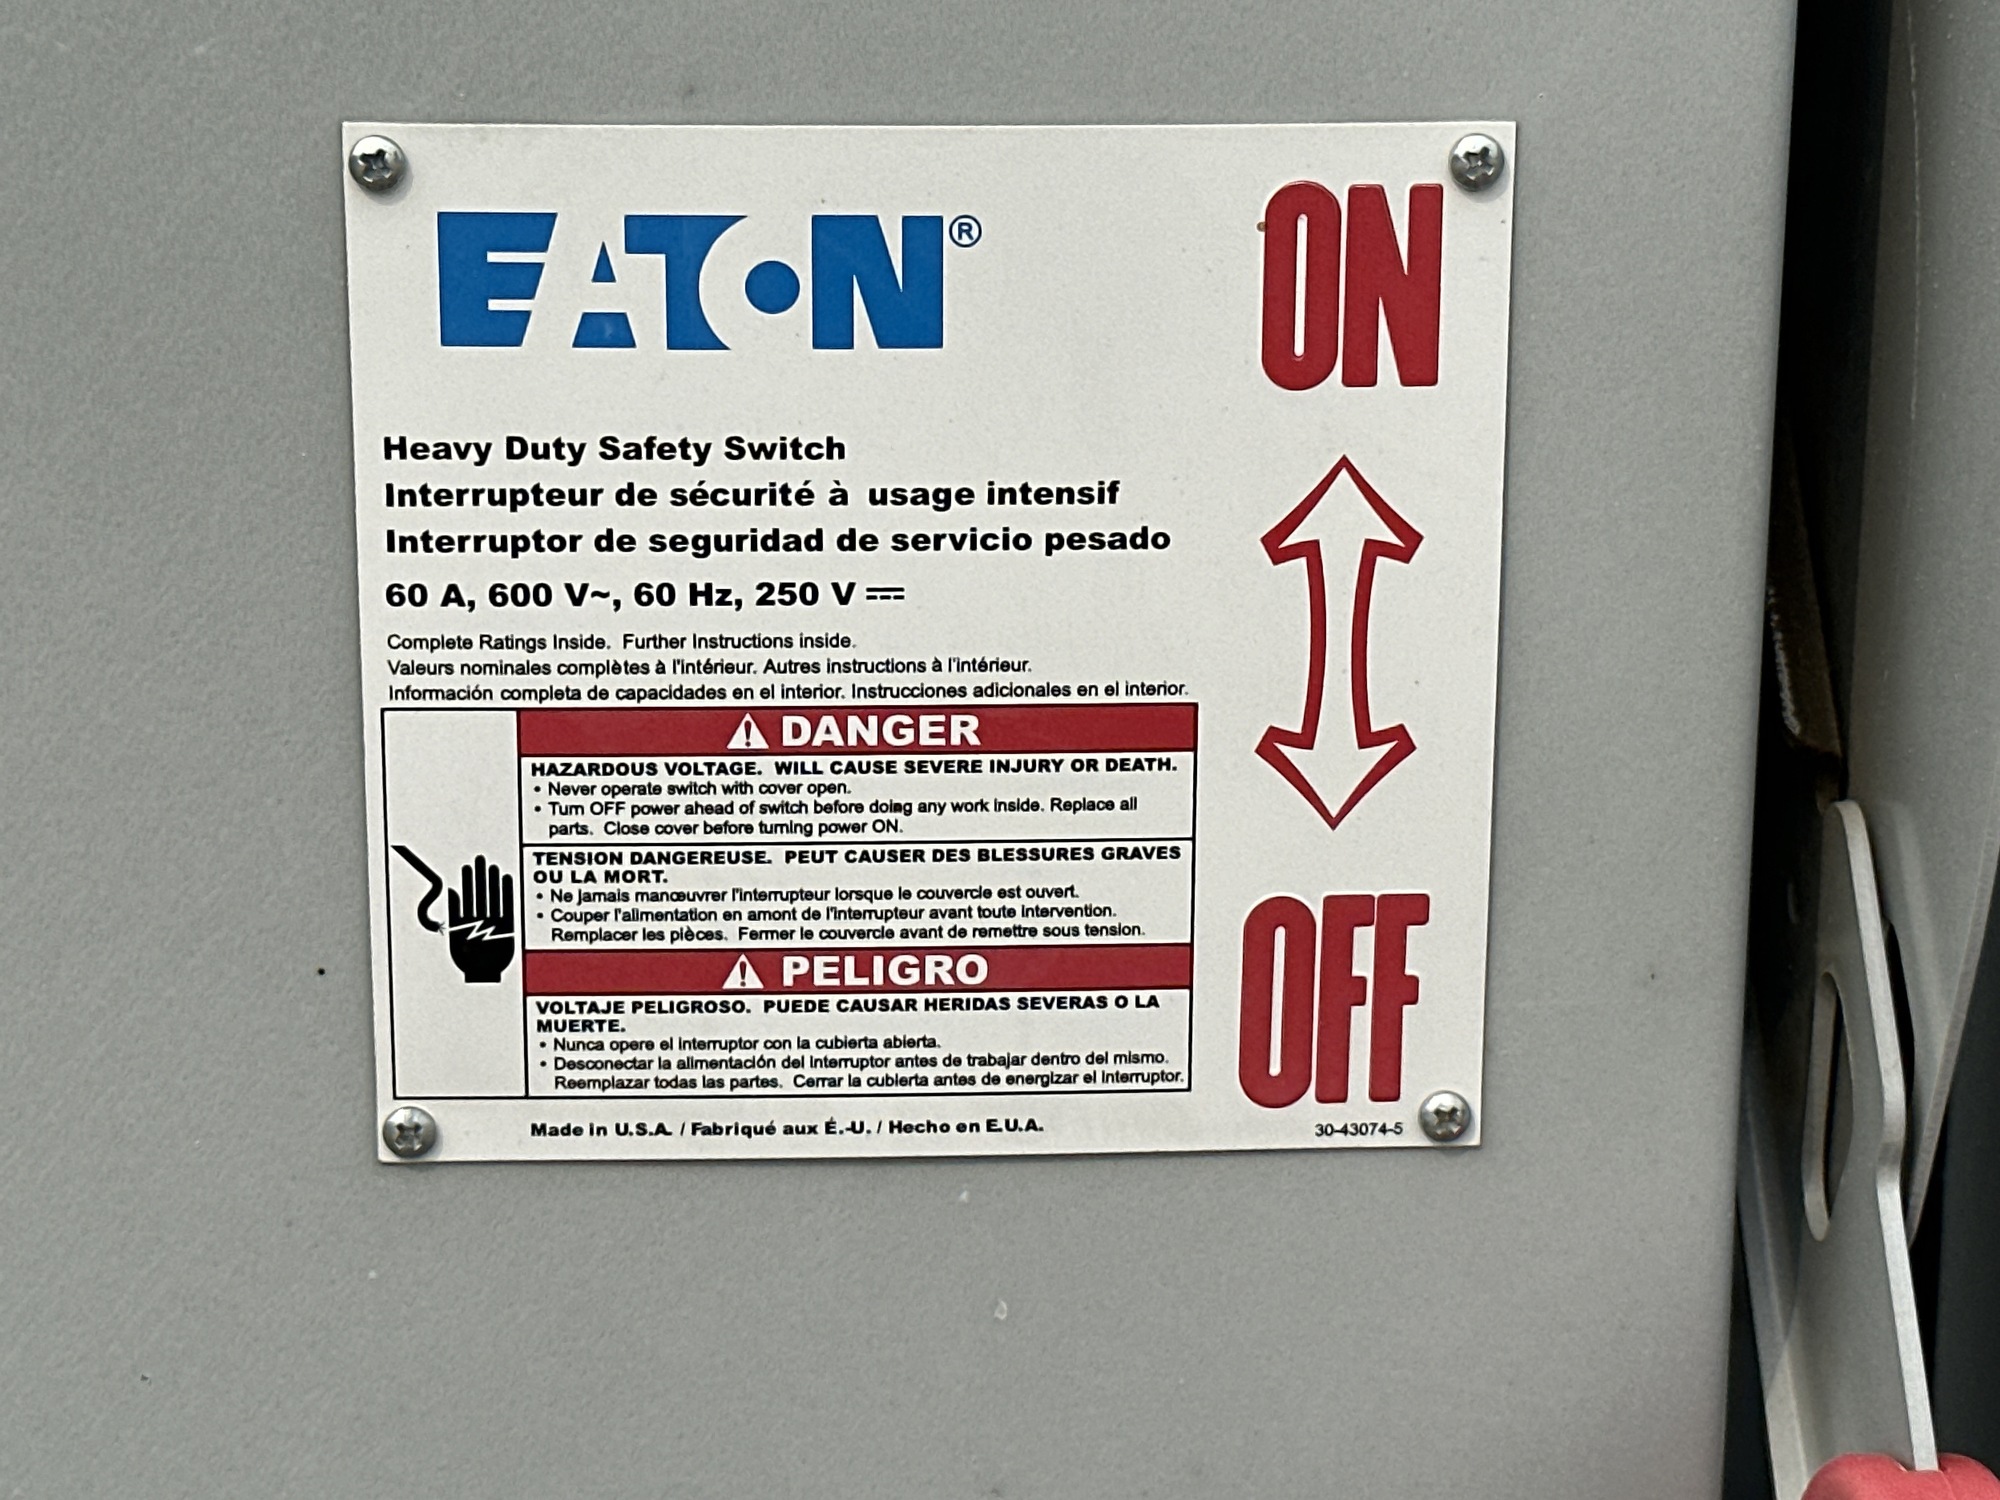 EATON®
ON
Heavy Duty Safety Switch
Interrupteur de sécurité à usage intensif
Interruptor de seguridad de servicio pesado
60 A, 600 V~, 60 Hz, 250 V ⎓
Complete Ratings Inside. Further Instructions inside.
Valeurs nominales complètes à l'intérieur. Autres instructions à l'intérieur.
Información completa de capacidades en el interior. Instrucciones adicionales en el interior.
⚠ DANGER
HAZARDOUS VOLTAGE. WILL CAUSE SEVERE INJURY OR DEATH.
• Never operate switch with cover open.
• Turn OFF power ahead of switch before doing any work inside. Replace all
parts. Close cover before turning power ON.
TENSION DANGEREUSE. PEUT CAUSER DES BLESSURES GRAVES
OU LA MORT.
• Ne jamais manœuvrer l'interrupteur lorsque le couvercle est ouvert.
• Couper l'alimentation en amont de l'interrupteur avant toute intervention.
Remplacer les pièces. Fermer le couvercle avant de remettre sous tension.
⚠ PELIGRO
VOLTAJE PELIGROSO. PUEDE CAUSAR HERIDAS SEVERAS O LA
MUERTE.
• Nunca opere el interruptor con la cubierta abierta.
• Desconectar la alimentación del interruptor antes de trabajar dentro del mismo.
Reemplazar todas las partes. Cerrar la cubierta antes de energizar el interruptor.
OFF
Made in U.S.A. / Fabriqué aux É.-U. / Hecho en E.U.A.
30-43074-5